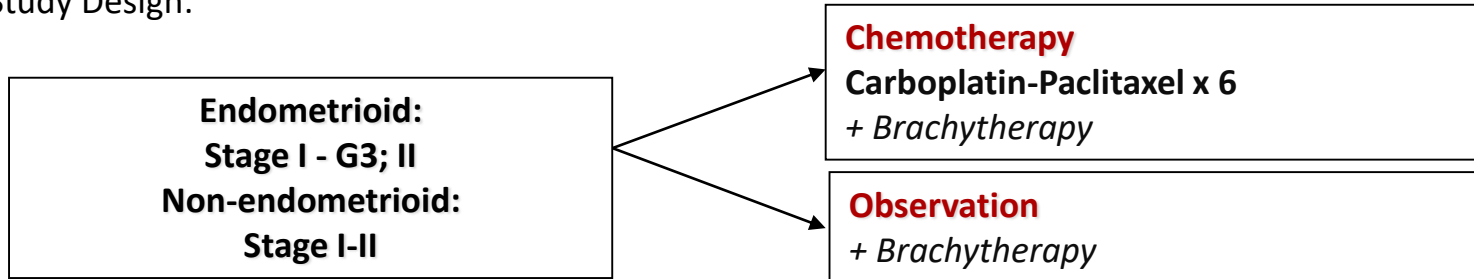 Study Design:
Endometrioid:
Stage I - G3; II
Non-endometrioid:
Stage I-II
Chemotherapy
Carboplatin-Paclitaxel x 6
+ Brachytherapy
Observation
+ Brachytherapy